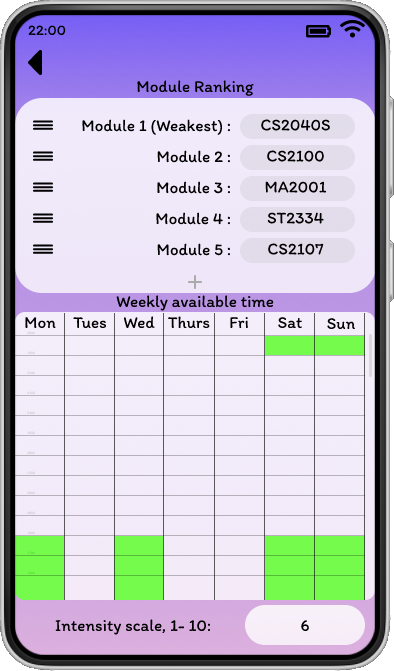 22:00
Module Ranking
Module 1 (Weakest) : CS2040S
Module 2 : CS2100
Module 3 : MA2001
Module 4 : ST2334
Module 5 : CS2107
+
Weekly available time
Mon Tues Wed Thurs Fri Sat Sun
Intensity scale, 1- 10: 6